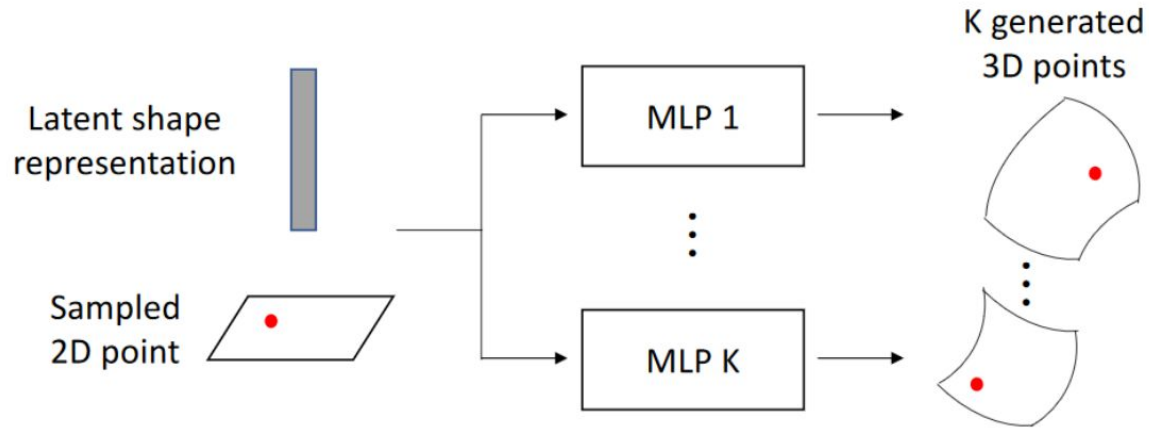 Latent shape
representation
Sampled
2D point
MLP 1
MLP K
K generated
3D points